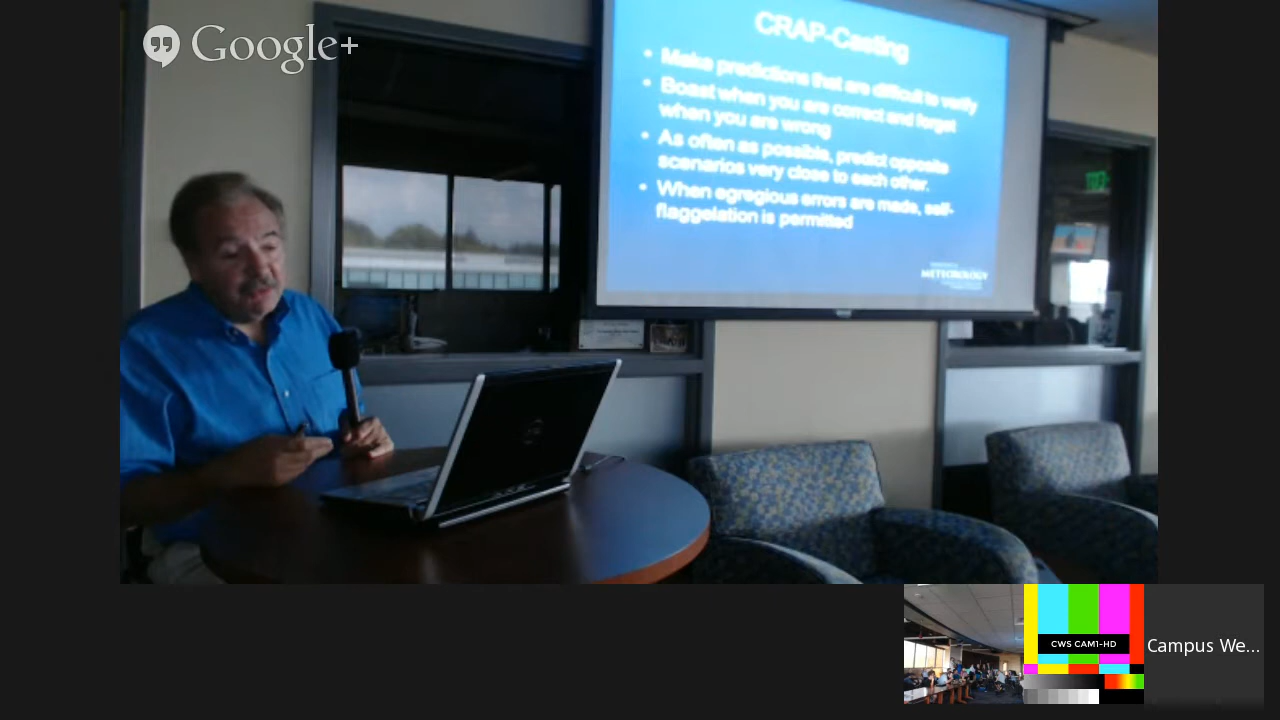 Google+
CRAP-Casting
• Make predictions that are difficult to verify
• Boast when you are correct and forget
when you are wrong
• As often as possible, predict opposite
scenarios very close to each other.
• When egregious errors are made, self-
flaggelation is permitted
METEOROLOGY
CWS CAM1-HD
Campus We...